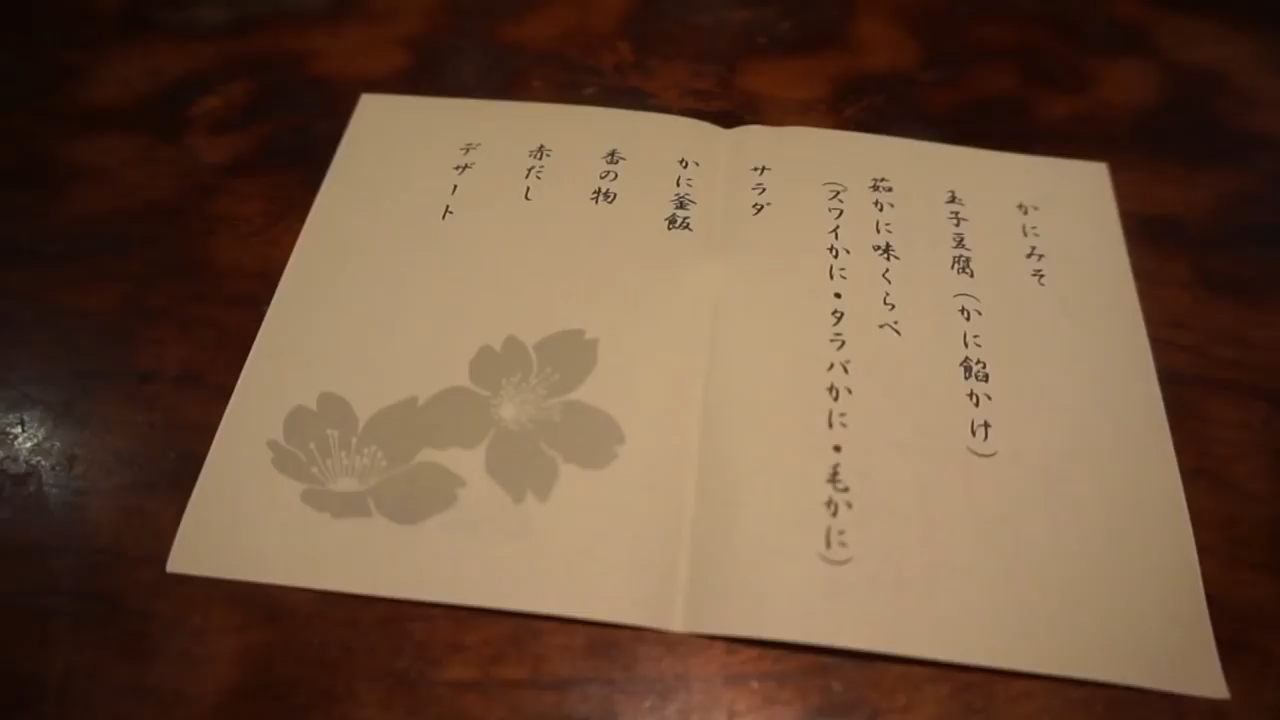 かにみそ
玉子豆腐(かに餡かけ)
茹かに味くらべ
(ズワイかに・タラバかに・毛かに)
サラダ
かに釜飯
香の物
赤だし
デザート